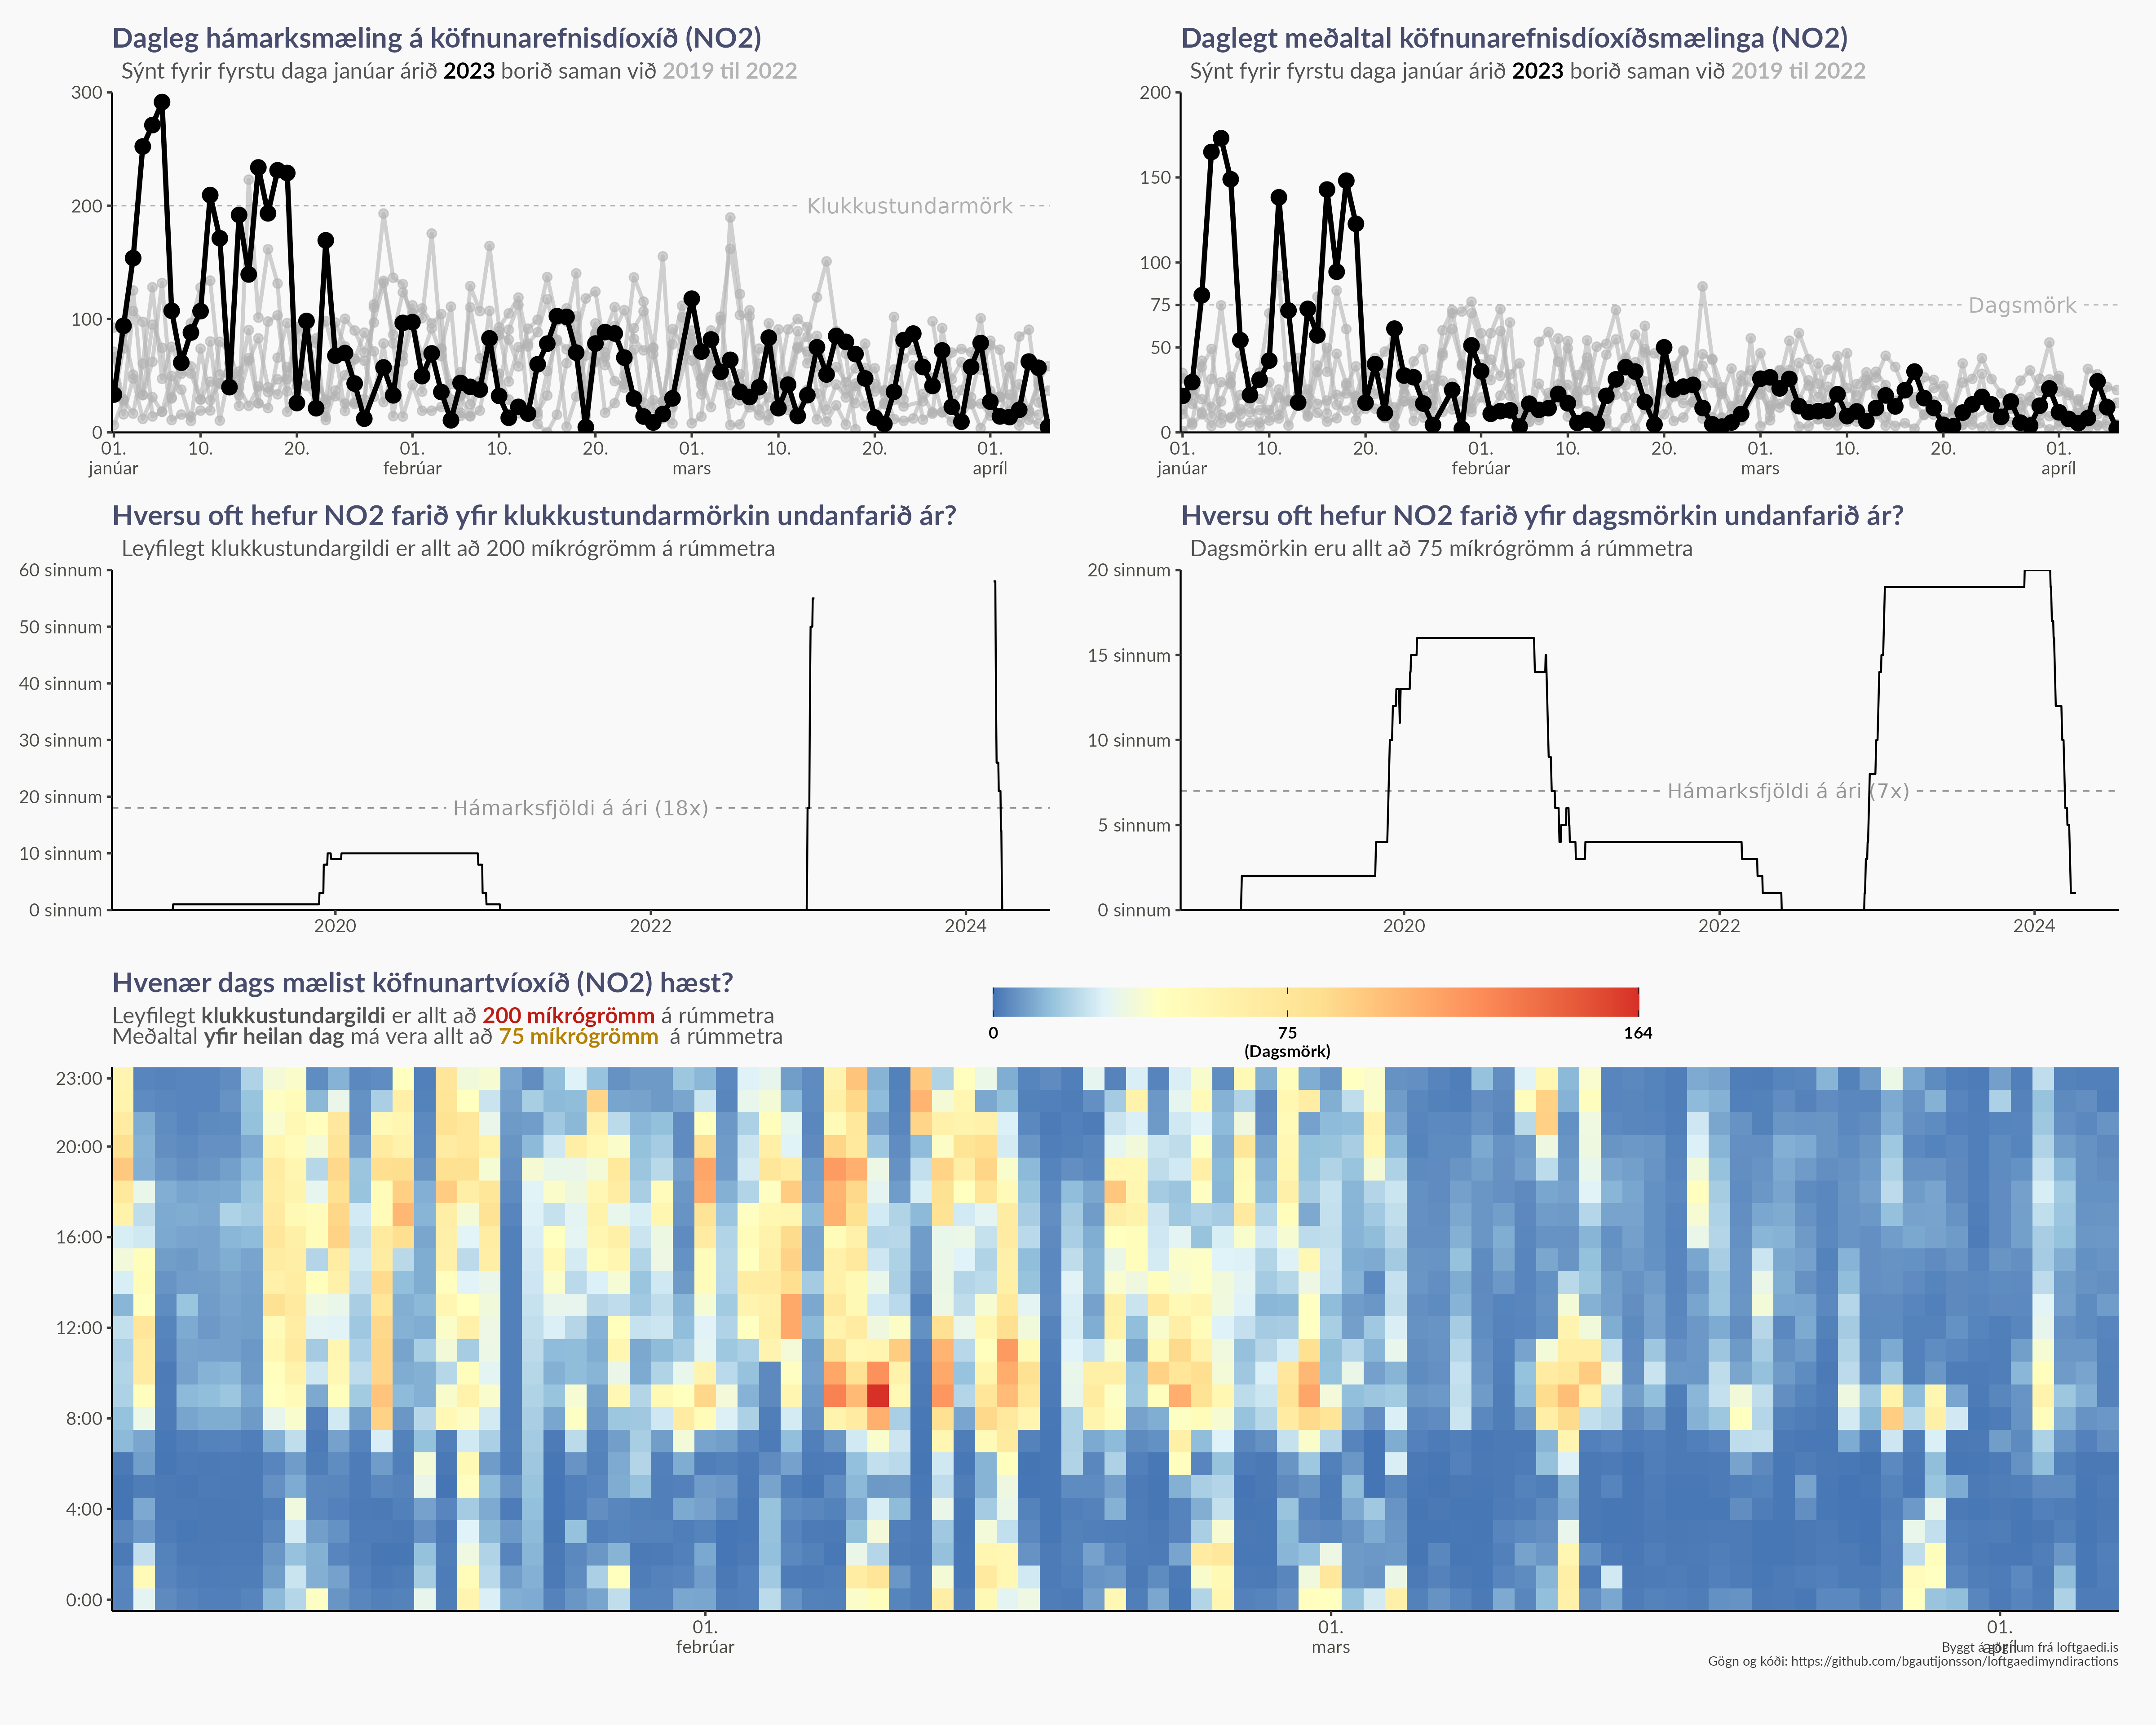 Dagleg hámarksmæling á köfnunarefnisdíoxíð (NO2)
Sýnt fyrir fyrstu daga janúar árið 2023 borið saman við 2019 til 2022
300
200
100
0
Klukkustundarmörk
01. 10. 20. 01. 10. 20. 01. 10. 20. 01.
janúar febrúar mars apríl
Daglegt meðaltal köfnunarefnisdíoxíðsmælinga (NO2)
Sýnt fyrir fyrstu daga janúar árið 2023 borið saman við 2019 til 2022
200
150
100
75
50
0
Dagsmörk
01. 10. 20. 01. 10. 20. 01. 10. 20. 01.
janúar febrúar mars apríl
Hversu oft hefur NO2 farið yfir klukkustundarmörkin undanfarið ár?
Leyfilegt klukkustundargildi er allt að 200 míkrógrömm á rúmmetra
60 sinnum
50 sinnum
40 sinnum
30 sinnum
20 sinnum
10 sinnum
0 sinnum
Hámarksfjöldi á ári (18x)
2020 2022 2024
Hversu oft hefur NO2 farið yfir dagsmörkin undanfarið ár?
Dagsmörkin eru allt að 75 míkrógrömm á rúmmetra
20 sinnum
15 sinnum
10 sinnum
5 sinnum
0 sinnum
Hámarksfjöldi á ári (7x)
2020 2022 2024
Hvenær dags mælist köfnunartvíoxíð (NO2) hæst?
Leyfilegt klukkustundargildi er allt að 200 míkrógrömm á rúmmetra
Meðaltal yfir heilan dag má vera allt að 75 míkrógrömm á rúmmetra
0 75 164
(Dagsmörk)
23:00
20:00
16:00
12:00
8:00
4:00
0:00
01. 01. 01.
febrúar mars apríl
Byggt á gögnum frá loftgaedi.is
Gögn og kóði: https://github.com/bgautijonsson/loftgaedimyndiractions